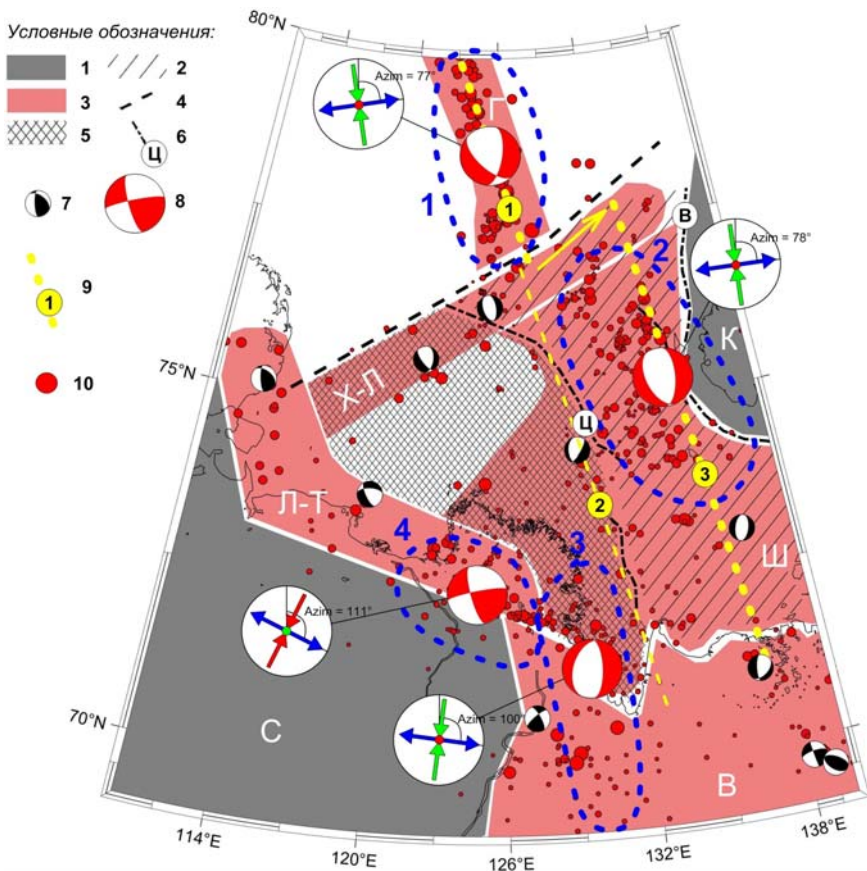 Условные обозначения:
1
2
3
4
5
Ц
6
7
8
1
9
10
80°N
75°N
70°N
114°E
120°E
126°E
132°E
138°E
Azim = 77°
Г
1
1
В
Azim = 78°
2
К
Х-Л
Ц
3
Л-Т
2
4
3
Ш
Azim = 111°
С
Azim = 100°
В